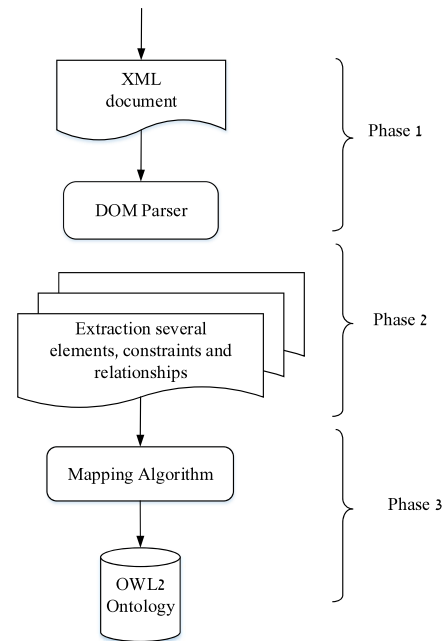 XML
document
Phase 1
DOM Parser
Extraction several
elements, constraints and
relationships
Phase 2
Mapping Algorithm
Phase 3
OWL2
Ontology